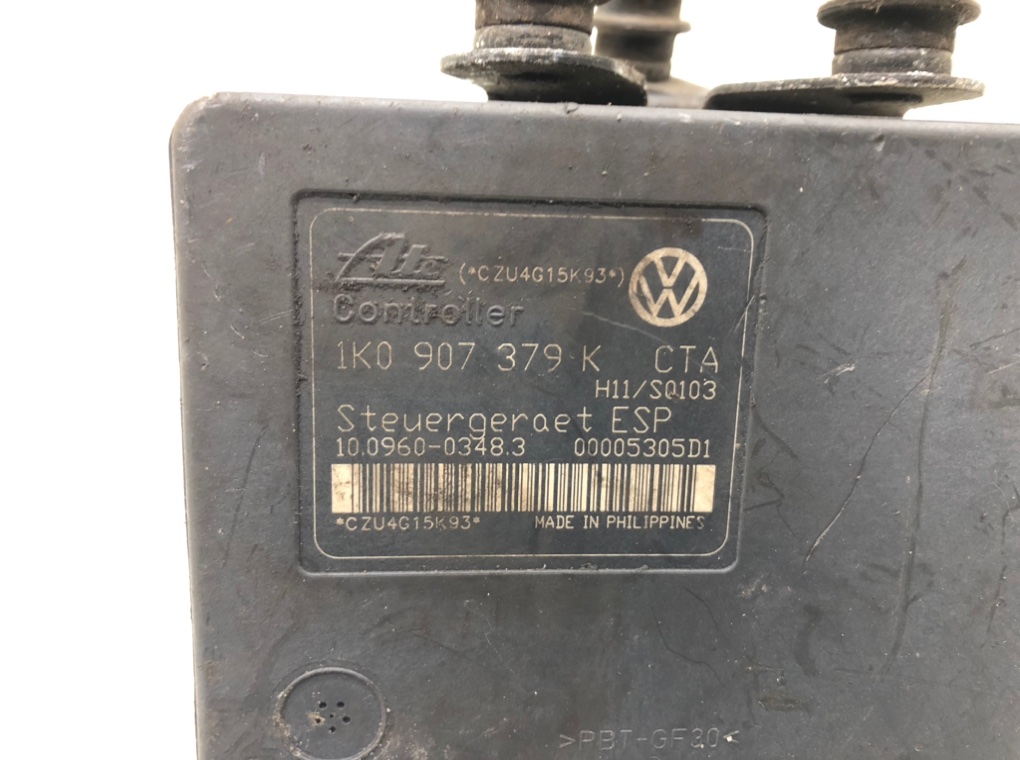 Ate (*CZU4G15K93*)
Controller
1K0 907 379 K CTA
H11/S0103
Steuergeraet ESP
10.0960-0348.3 00005305D1
*CZU4G15K93* MADE IN PHILIPPINES
>PBT-GF30<